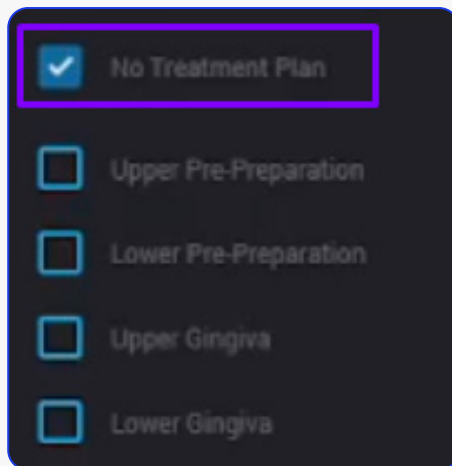 No Treatment Plan
Upper Pre-Preparation
Lower Pre-Preparation
Upper Gingiva
Lower Gingiva